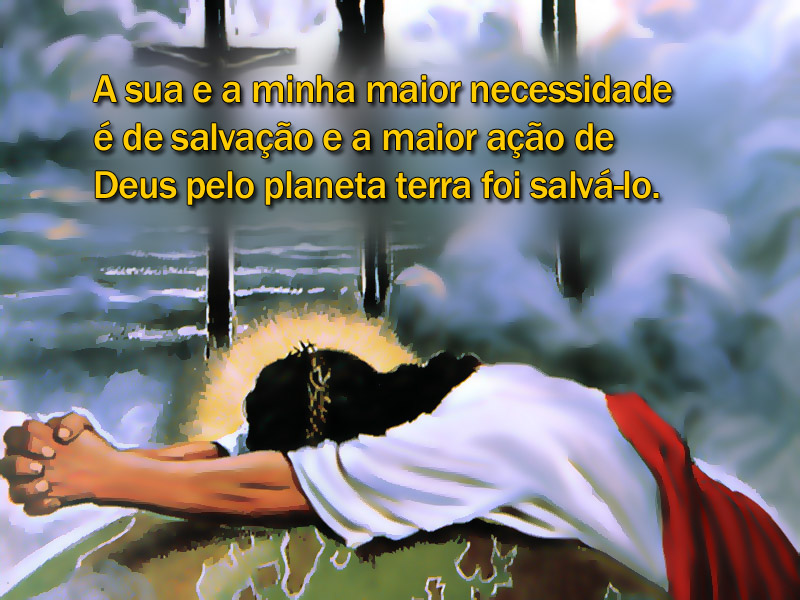 A sua e a minha maior necessidade
é de salvação e a maior ação de
Deus pelo planeta terra foi salvá-lo.